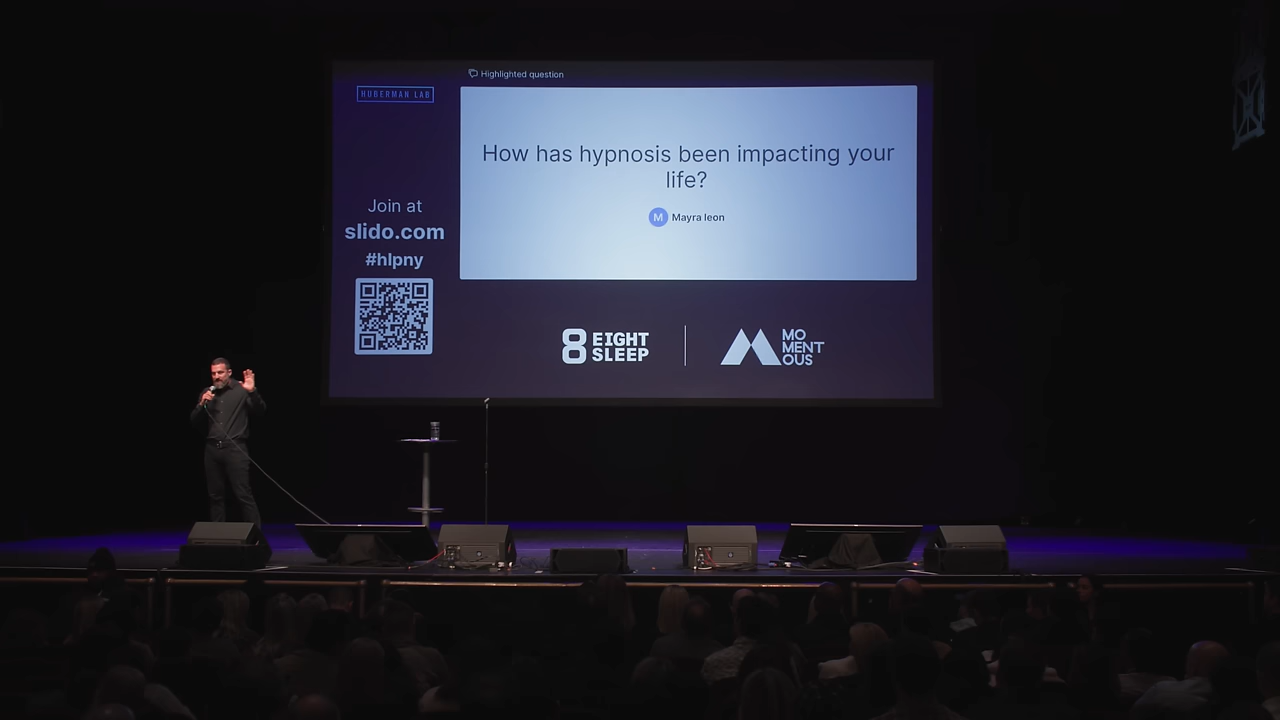 Highlighted question
HUBERMAN LAB
How has hypnosis been impacting your
life?
M Mayra leon
Join at
slido.com
#hlpny
8 EIGHT
SLEEP
MO
MENT
OUS